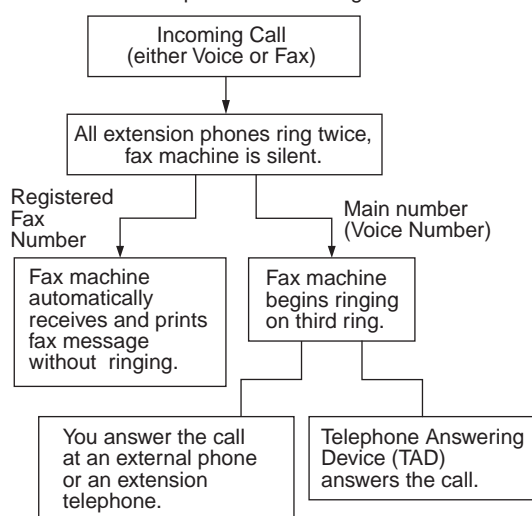 Incoming Call
(either Voice or Fax)
All extension phones ring twice,
fax machine is silent.
Registered
Fax
Number
Main number
(Voice Number)
Fax machine
automatically
receives and prints
fax message
without  ringing.
Fax machine
begins ringing
on third ring.
You answer the call
at an external phone
or an extension
telephone.
Telephone Answering
Device (TAD)
answers the call.